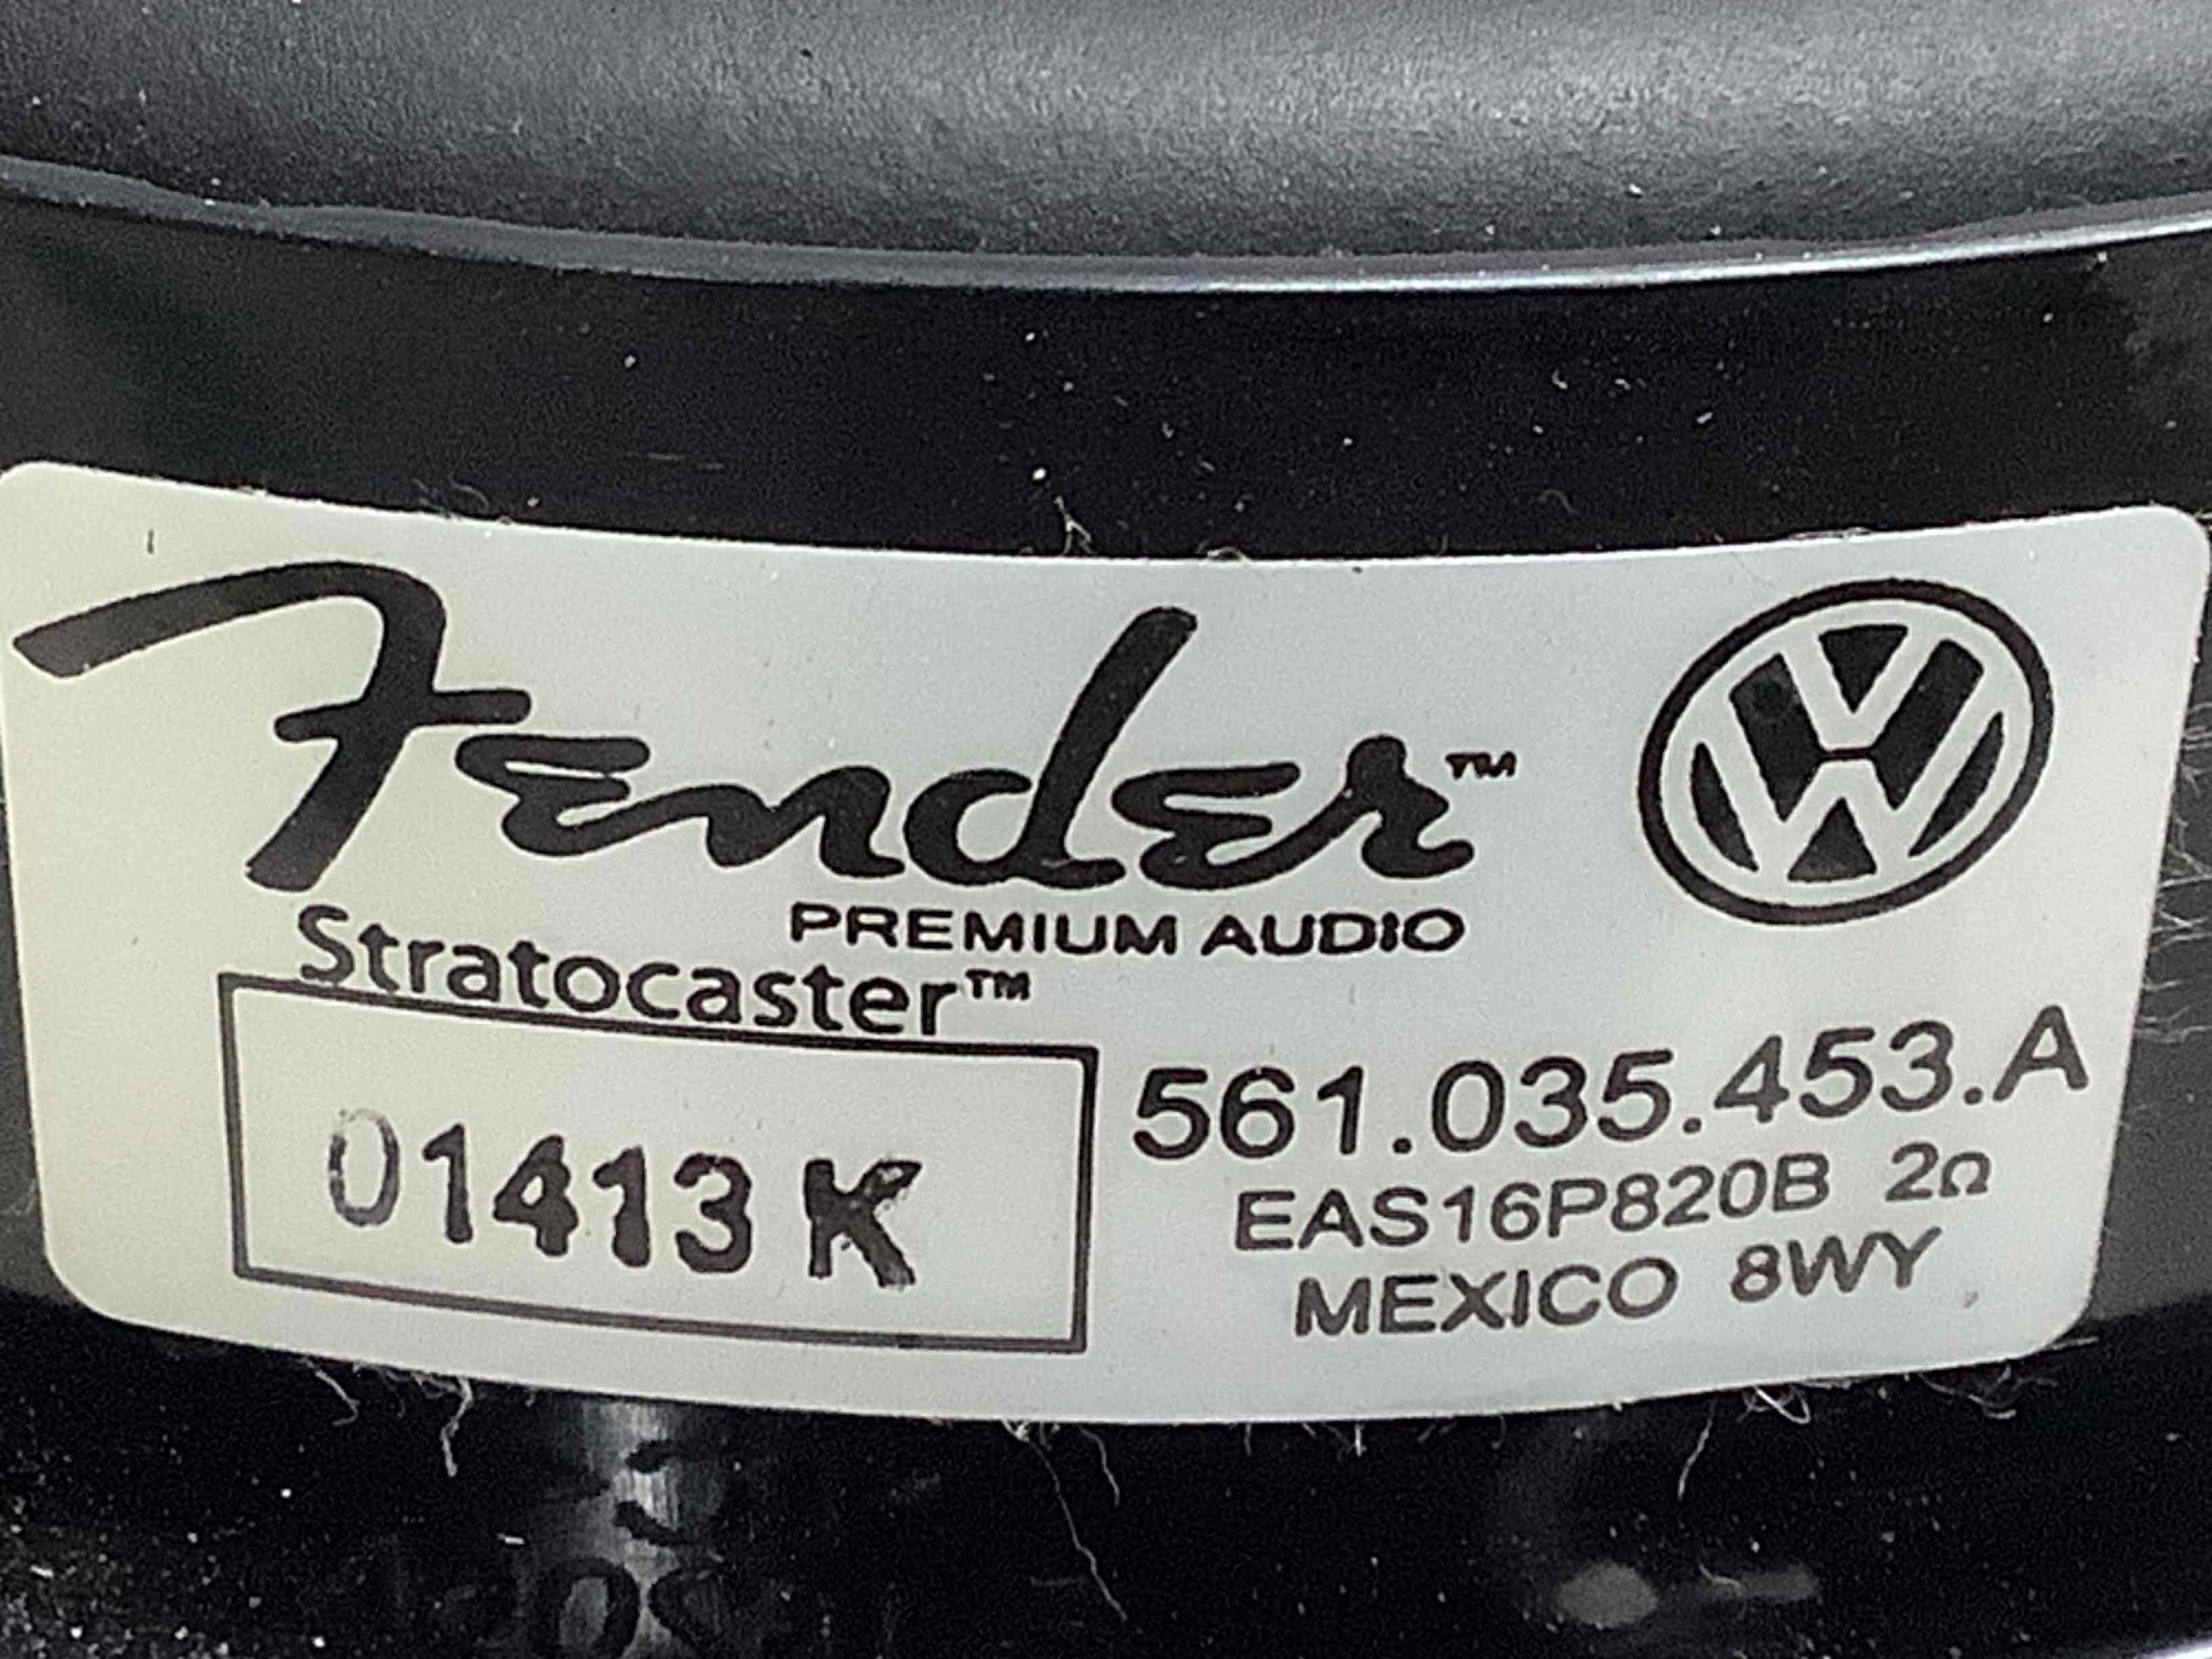 Fender™
PREMIUM AUDIO
Stratocaster™
01413 K
561.035.453.A
EAS16P820B 2Ω
MEXICO 8WY